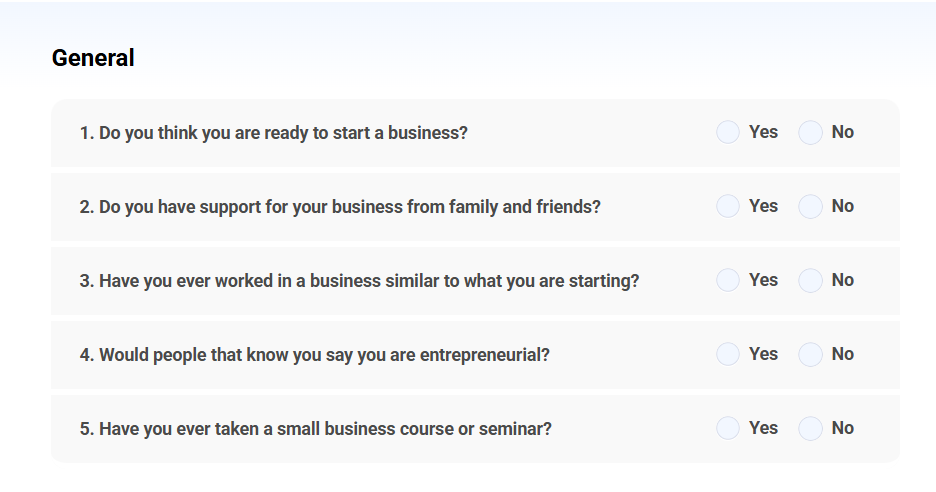 General
1. Do you think you are ready to start a business? Yes No
2. Do you have support for your business from family and friends? Yes No
3. Have you ever worked in a business similar to what you are starting? Yes No
4. Would people that know you say you are entrepreneurial? Yes No
5. Have you ever taken a small business course or seminar? Yes No